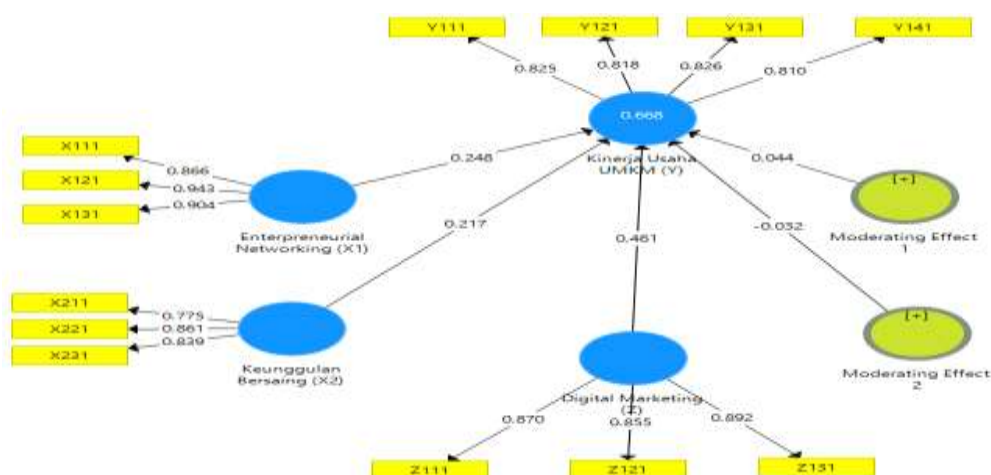 Y111
Y121
Y131
Y141
0.825
0.818
0.826
0.810
0.668
Kinerja Usaha
UMKM (Y)
X111
X121
X131
0.866
0.943
0.904
Enterpreneurial
Networking (X1)
0.248
0.217
0.461
0.044
-0.032
[+]
Moderating Effect
1
X211
X221
X231
0.775
0.861
0.839
Keunggulan
Bersaing (X2)
[+]
Moderating Effect
2
Digital Marketing
(Z)
0.870
0.855
0.892
Z111
Z121
Z131